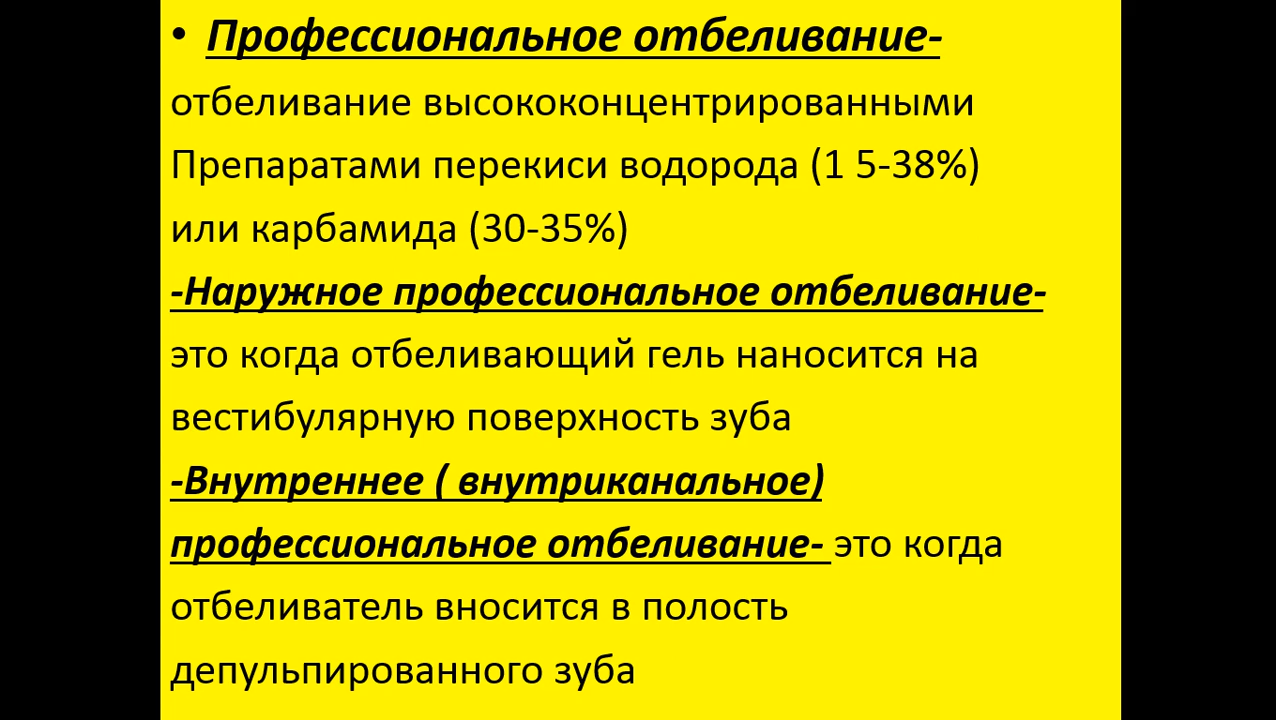 • Профессиональное отбеливание-
отбеливание высококонцентрированными
Препаратами перекиси водорода (1 5-38%)
или карбамида (30-35%)
-Наружное профессиональное отбеливание-
это когда отбеливающий гель наносится на
вестибулярную поверхность зуба
-Внутреннее ( внутриканальное)
профессиональное отбеливание- это когда
отбеливатель вносится в полость
депульпированного зуба